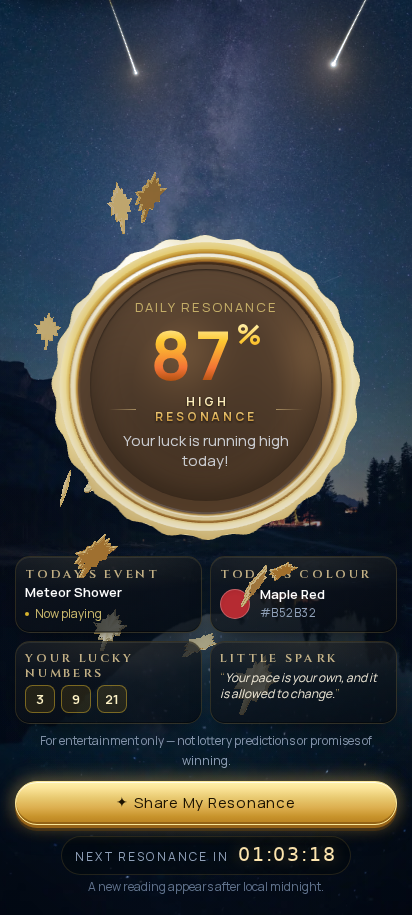 DAILY RESONANCE
87%
HIGH
RESONANCE
Your luck is running high
today!
TODAY'S EVENT
Meteor Shower
• Now playing
TODAY'S COLOUR
Maple Red
#B52B32
YOUR LUCKY
NUMBERS
3 9 21
LITTLE SPARK
“Your pace is your own, and it
is allowed to change.”
For entertainment only — not lottery predictions or promises of
winning.
✦ Share My Resonance
NEXT RESONANCE IN 01:03:18
A new reading appears after local midnight.